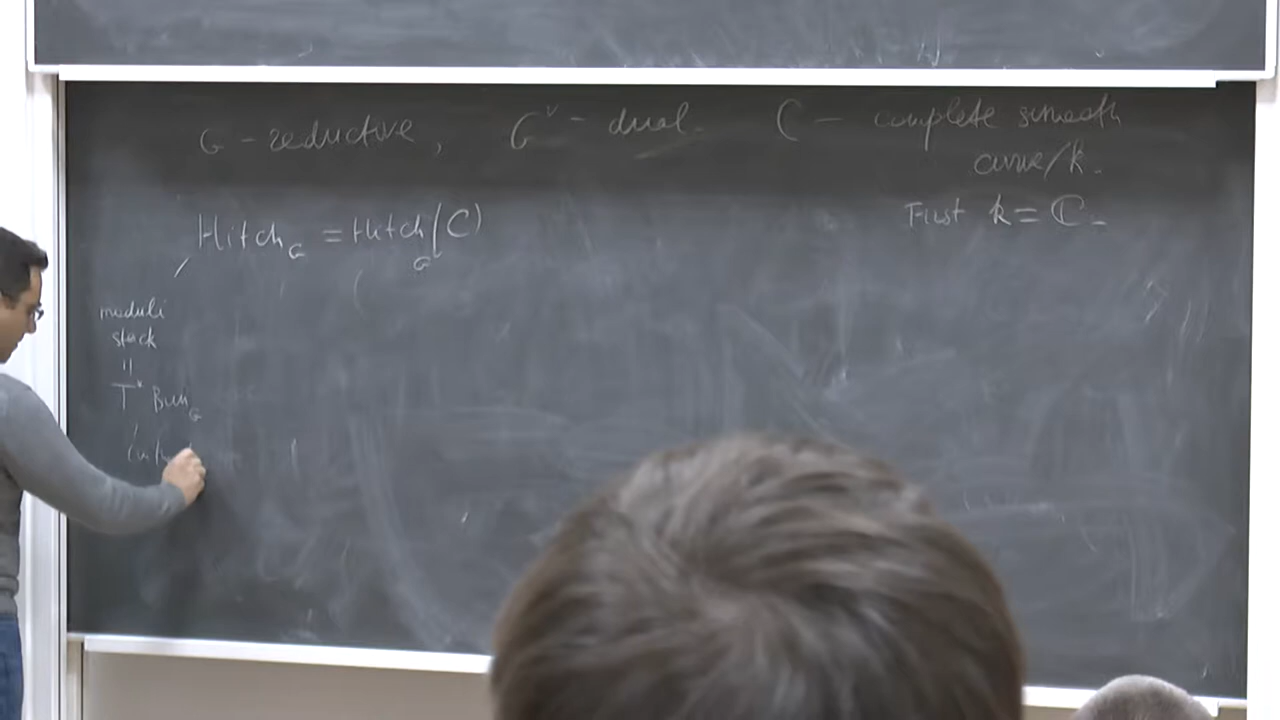 G - reductive, G^∨ - dual. C - complete smooth
curve/k.
First k = ℂ.
Hitch_G = Hitch_G(C)
moduli
stack
||
T* Bun_G